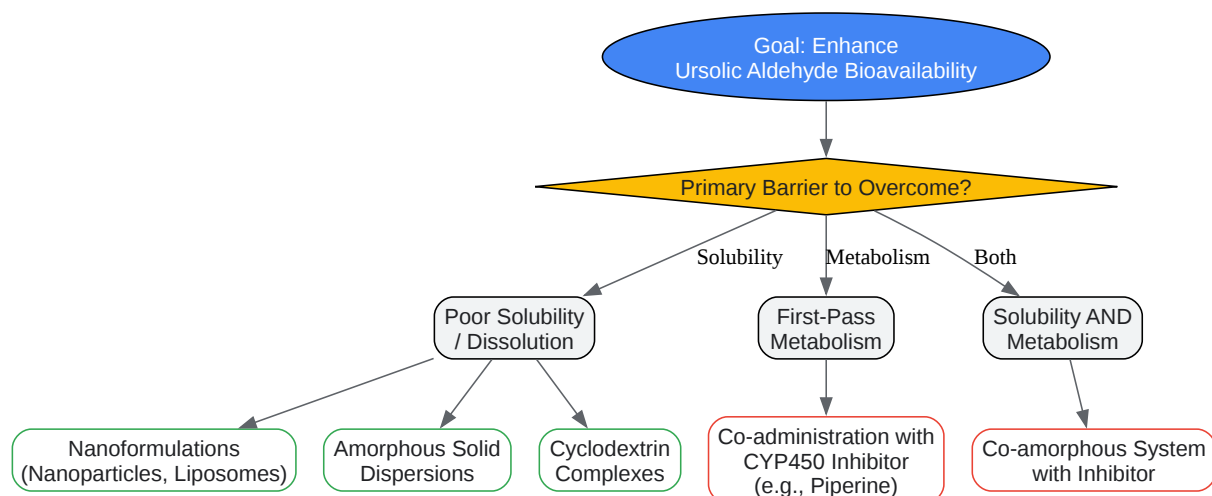 Goal: Enhance
Ursolic Aldehyde Bioavailability
Primary Barrier to Overcome?
Solubility
Metabolism
Both
Poor Solubility
/ Dissolution
First-Pass
Metabolism
Solubility AND
Metabolism
Nanoformulations
(Nanoparticles, Liposomes)
Amorphous Solid
Dispersions
Cyclodextrin
Complexes
Co-administration with
CYP450 Inhibitor
(e.g., Piperine)
Co-amorphous System
with Inhibitor